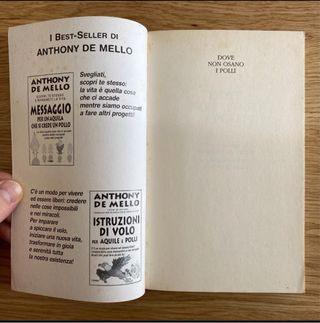 I BEST-SELLER DI
ANTHONY DE MELLO
ANTHONY
DE MELLO
MESSAGGIO
PER UN'AQUILA
CHE SI CREDE UN POLLO
Svegliati,
scopri te stesso:
la vita è quella cosa
che ci accade
mentre siamo occupati
a fare altri progetti!
C'è un modo per vivere
ed essere liberi: credere
nelle cose impossibili
e nei miracoli.
Per imparare
a spiccare il volo,
iniziare una nuova vita,
trasformare in gioia
e serenità tutta
la nostra esistenza!
ANTHONY
DE MELLO
ISTRUZIONI
DI VOLO
PER AQUILE E POLLI
DOVE
NON OSANO
I POLLI